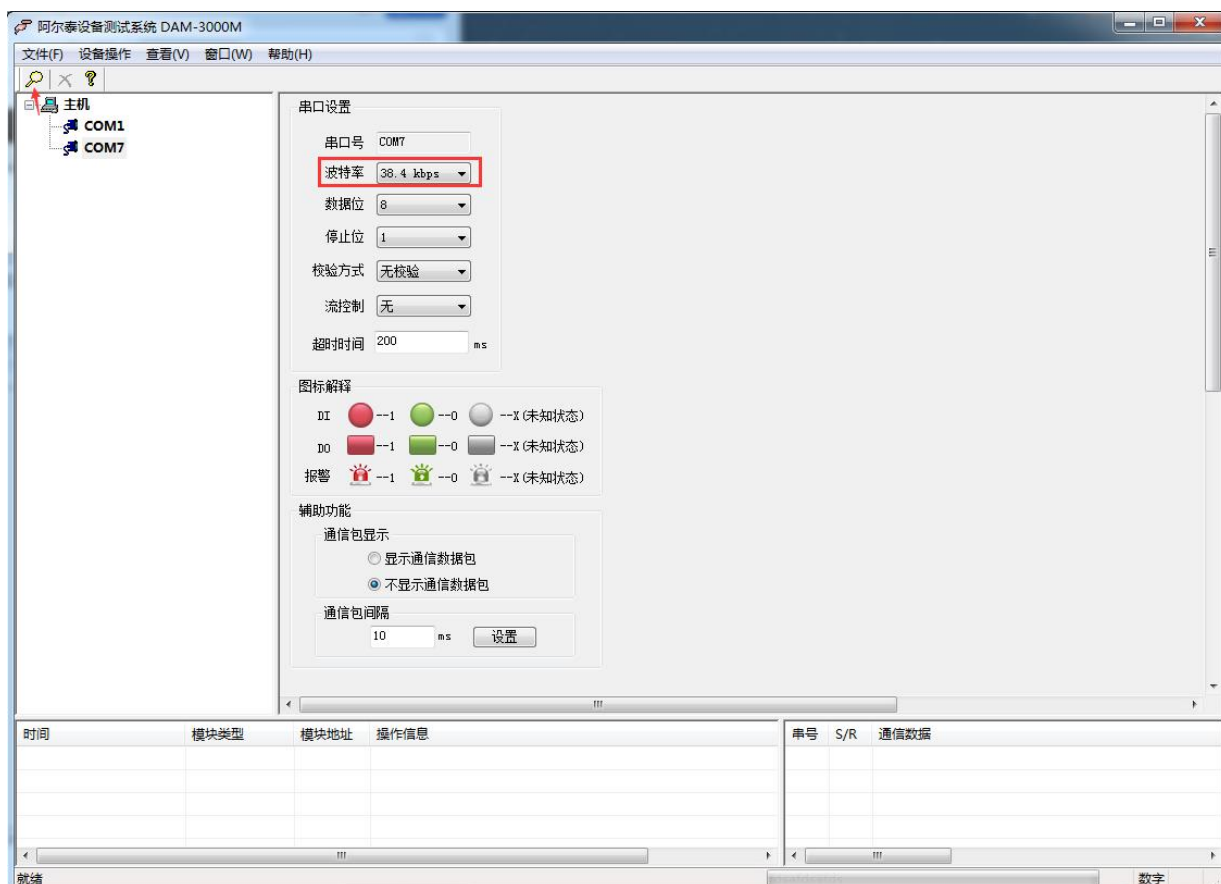 阿尔泰设备测试系统 DAM-3000M
文件(F) 设备操作 查看(V) 窗口(W) 帮助(H)
主机
COM1
COM7
串口设置
串口号 COM7
波特率 38.4 kbps
数据位 8
停止位 1
校验方式 无校验
流控制 无
超时时间 200 ms
图标解释
DI --1 --0 --X(未知状态)
DO --1 --0 --X(未知状态)
报警 --1 --0 --X(未知状态)
辅助功能
通信包显示
显示通信数据包
不显示通信数据包
通信包间隔
10 ms 设置
时间 模块类型 模块地址 操作信息 串号 S/R 通信数据
就绪 数字